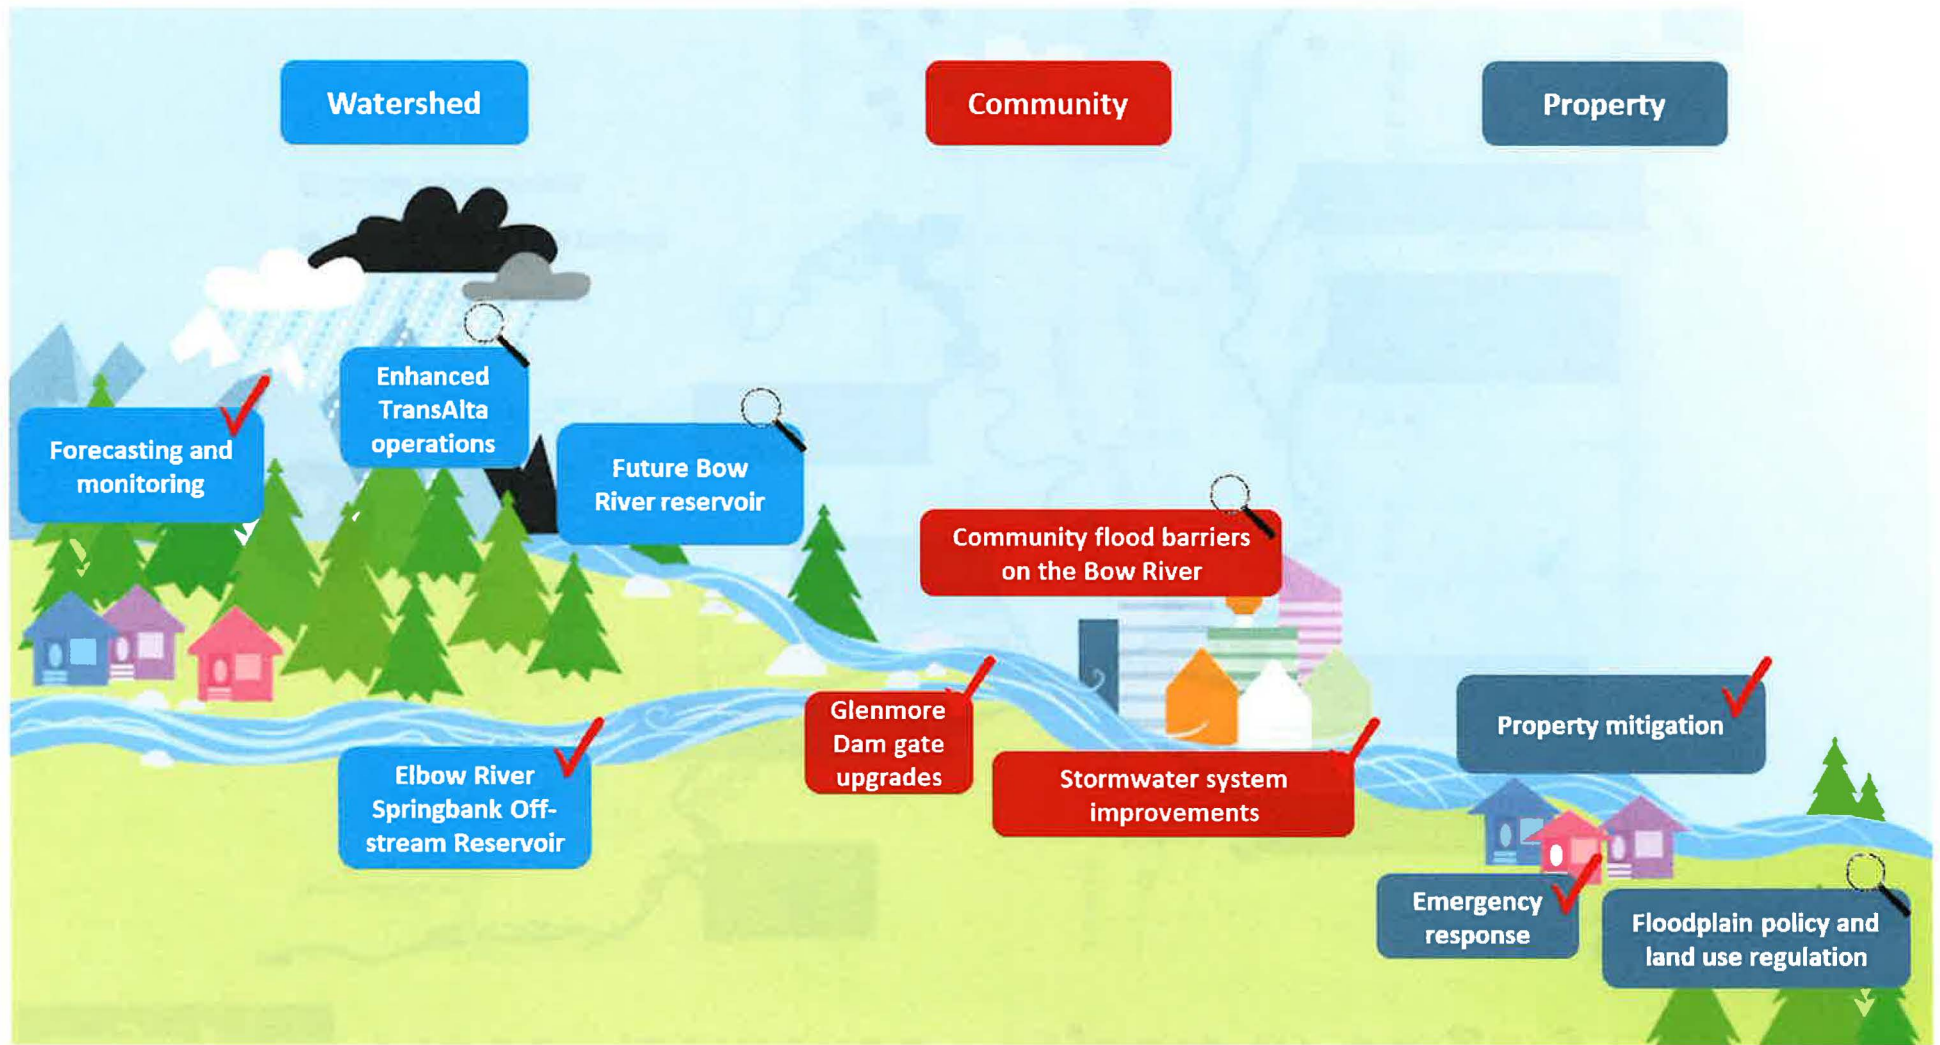 Watershed
Community
Property
Enhanced
TransAlta
operations
Forecasting and
monitoring
Future Bow
River reservoir
Community flood barriers
on the Bow River
Glenmore
Dam gate
upgrades
Property mitigation
Elbow River
Springbank Off-
stream Reservoir
Stormwater system
improvements
Emergency
response
Floodplain policy and
land use regulation